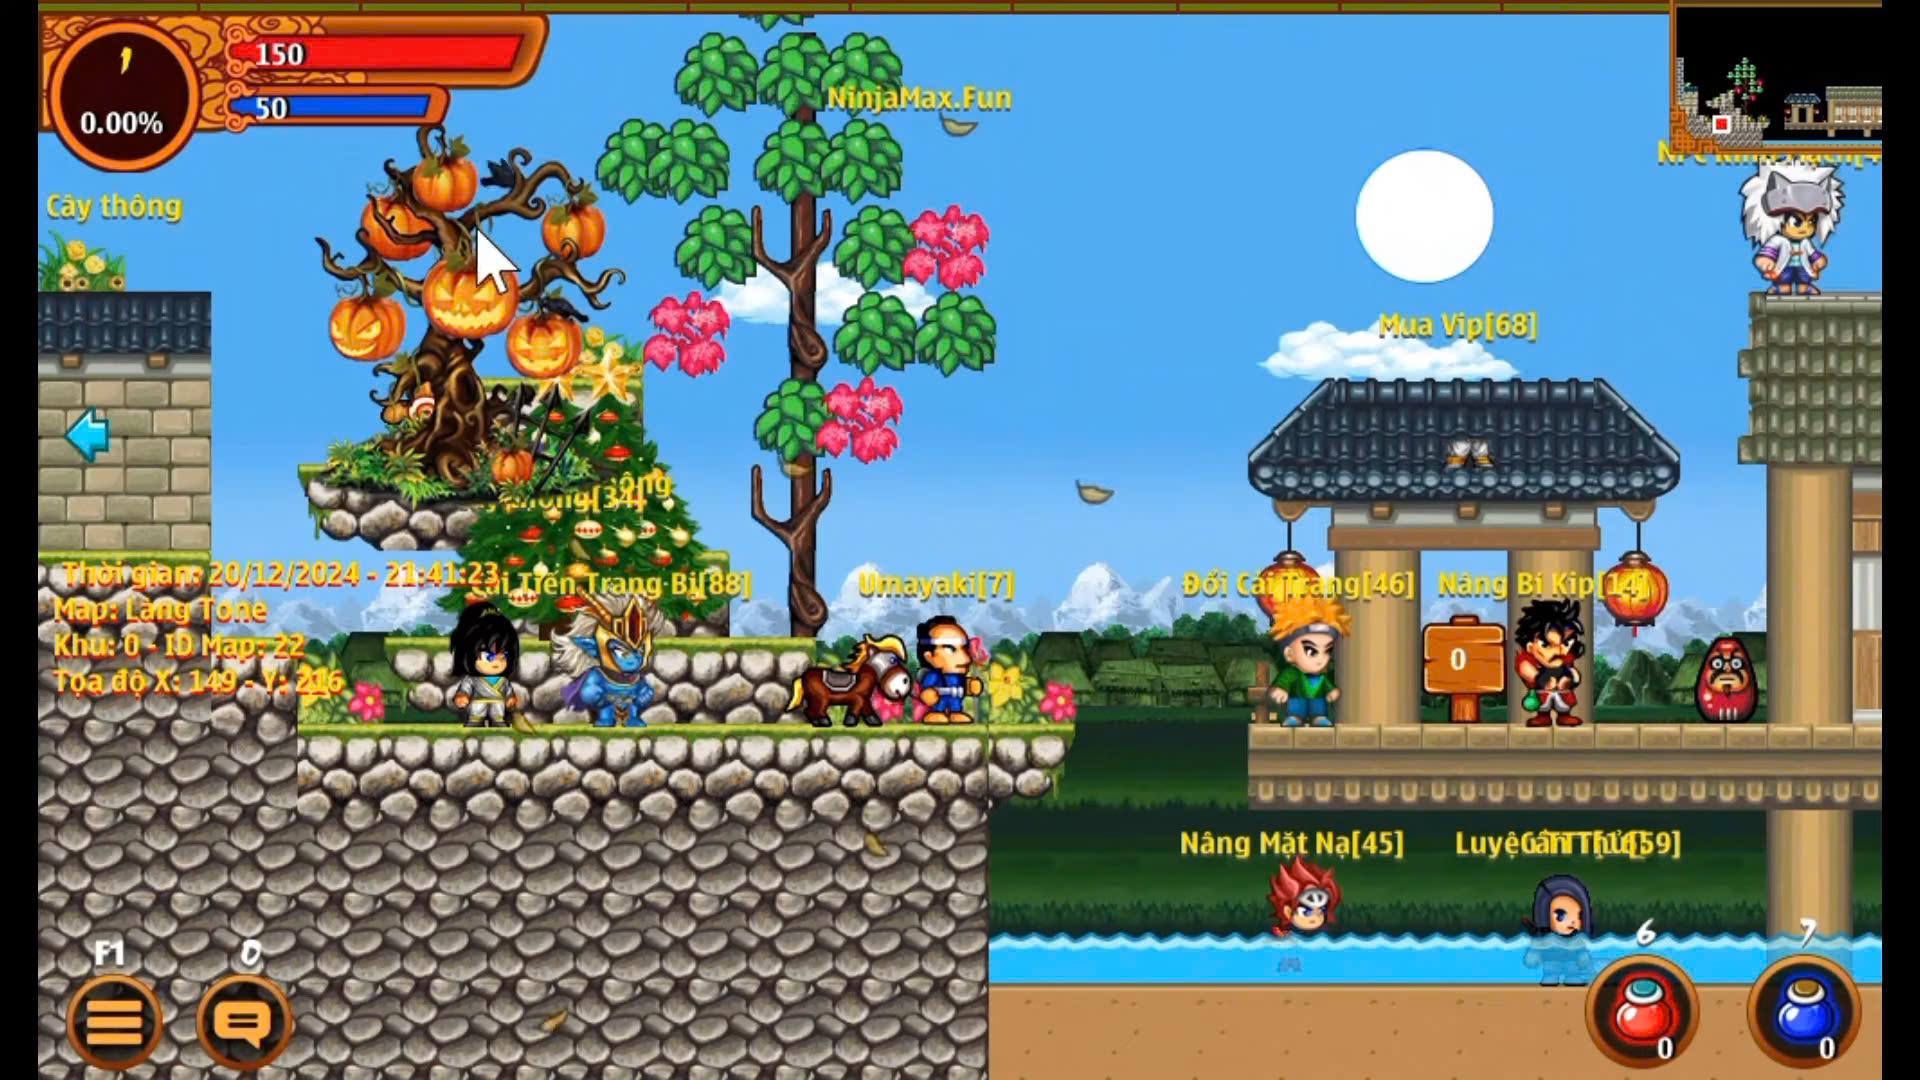 1
150
0.00%
50
NinjaMax.Fun
Cây thông
Mua Vip[68]
Thời gian: 20/12/2024 - 21:41:23
Tiến Trang Bị[88]
Umayaki[7]
Đổi Cải Trang[46]
Nâng Bí Kíp[14]
Map: Làng Tone
Khu: 0 - ID Map: 22
0
Tọa độ X: 149 - Y: 216
Nâng Mặt Nạ[45]
F1
0
6
7
0
0